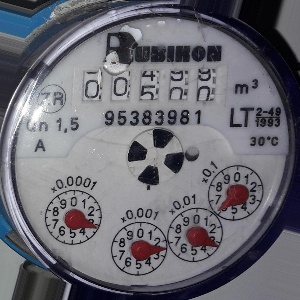 RUBIKON
m³
ZR
Qn 1,5
95383981
LT 2-49
1993
A
30°C
x0,0001
x0,1
x0,001
x0,01